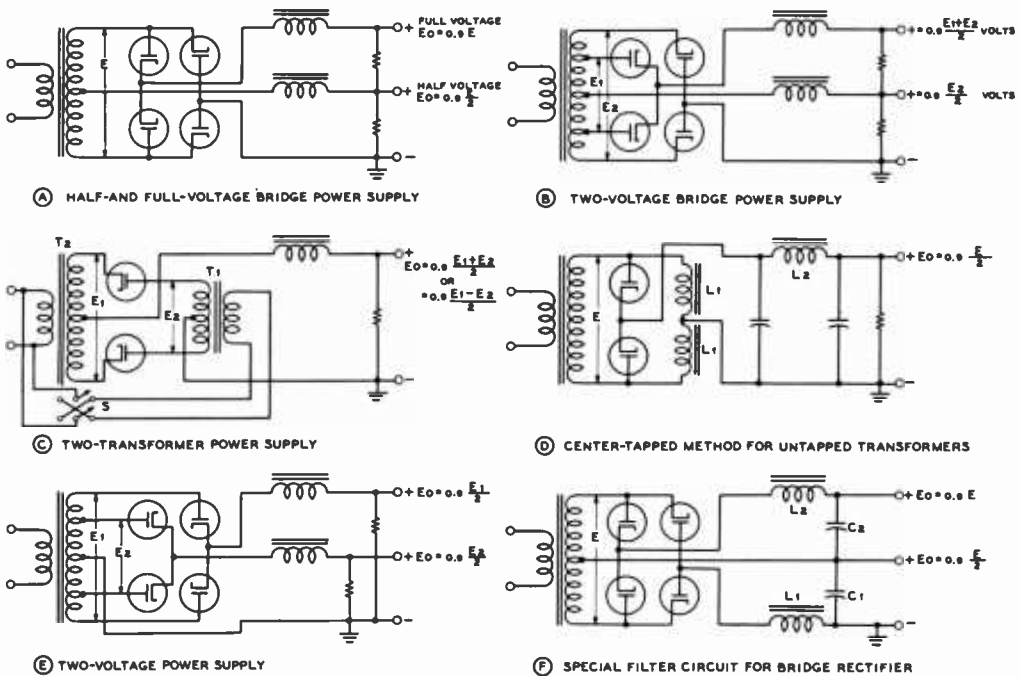 E
+ FULL VOLTAGE
Eo = 0.9 E
+ HALF VOLTAGE
Eo = 0.9 E/2
-
Ⓐ HALF-AND FULL-VOLTAGE BRIDGE POWER SUPPLY
E1
E2
+ = 0.9 E1+E2/2 VOLTS
+ = 0.9 E2/2 VOLTS
-
Ⓑ TWO-VOLTAGE BRIDGE POWER SUPPLY
T2
E1
E2
T1
S
+
Eo = 0.9 E1+E2/2
OR
= 0.9 E1-E2/2
-
Ⓒ TWO-TRANSFORMER POWER SUPPLY
E
L1
L1
L2
+ Eo = 0.9 E/2
-
Ⓓ CENTER-TAPPED METHOD FOR UNTAPPED TRANSFORMERS
E1
E2
+ Eo = 0.9 E1/2
+ Eo = 0.9 E2/2
-
Ⓔ TWO-VOLTAGE POWER SUPPLY
E
L2
L1
C2
C1
+ Eo = 0.9 E
+ Eo = 0.9 E/2
-
Ⓕ SPECIAL FILTER CIRCUIT FOR BRIDGE RECTIFIER